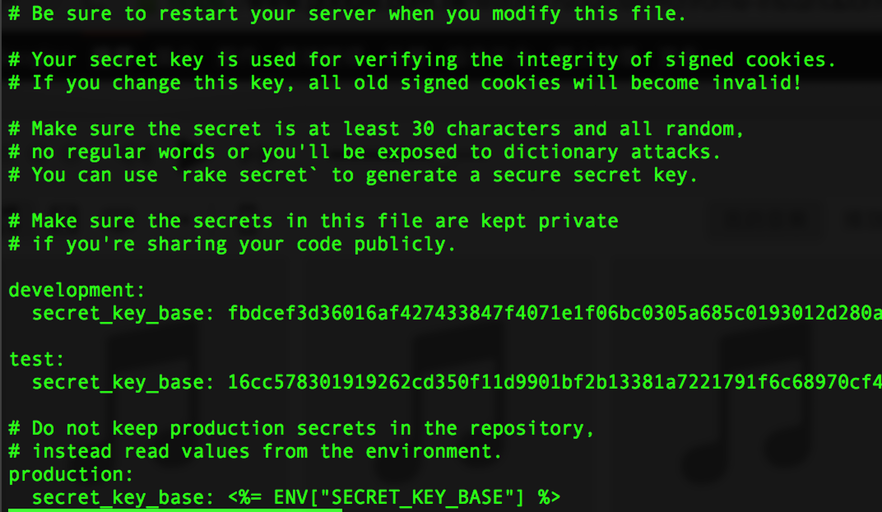 # Be sure to restart your server when you modify this file.
# Your secret key is used for verifying the integrity of signed cookies.
# If you change this key, all old signed cookies will become invalid!
# Make sure the secret is at least 30 characters and all random,
# no regular words or you'll be exposed to dictionary attacks.
# You can use `rake secret` to generate a secure secret key.
# Make sure the secrets in this file are kept private
# if you're sharing your code publicly.
development:
  secret_key_base: fbdcef3d36016af427433847f4071e1f06bc0305a685c0193012d280a
test:
  secret_key_base: 16cc578301919262cd350f11d9901bf2b13381a7221791f6c68970cf4
# Do not keep production secrets in the repository,
# instead read values from the environment.
production:
  secret_key_base: <%= ENV["SECRET_KEY_BASE"] %>